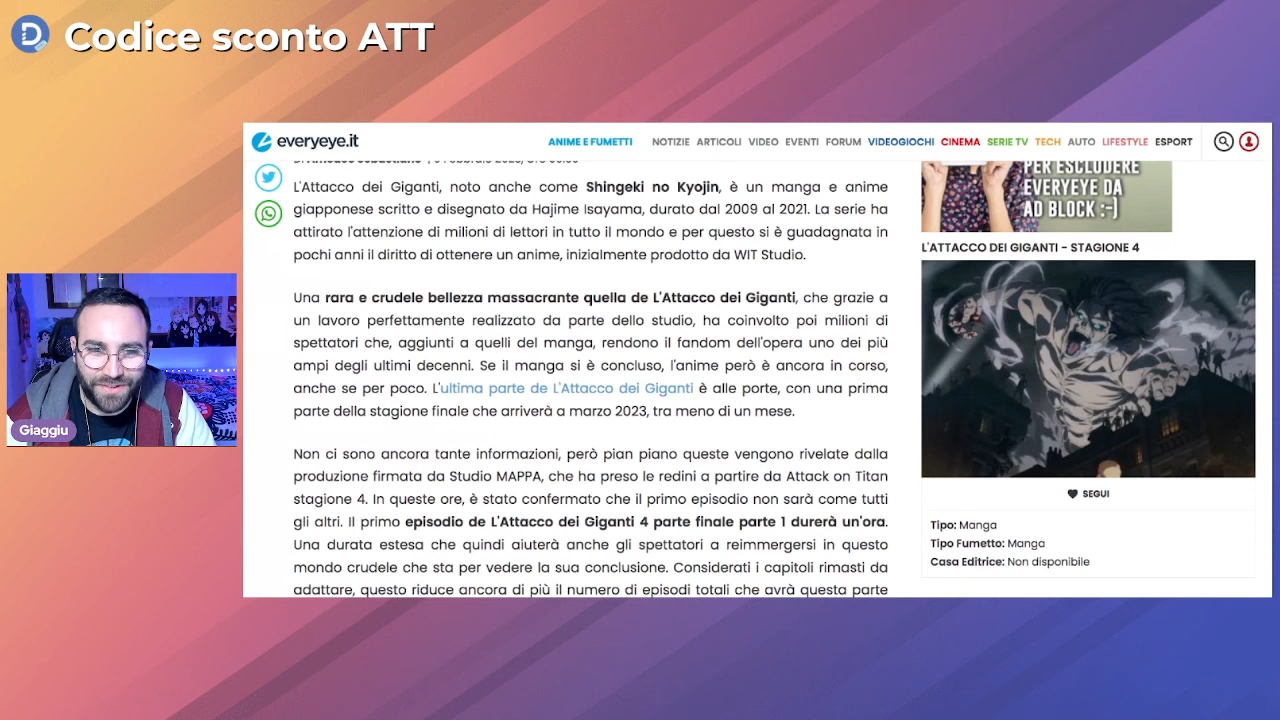 Codice sconto ATT
everyeye.it
ANIME E FUMETTI NOTIZIE ARTICOLI VIDEO EVENTI FORUM VIDEOGIOCHI CINEMA SERIE TV TECH AUTO LIFESTYLE ESPORT
L'Attacco dei Giganti, noto anche come Shingeki no Kyojin, è un manga e anime
giapponese scritto e disegnato da Hajime Isayama, durato dal 2009 al 2021. La serie ha
attirato l'attenzione di milioni di lettori in tutto il mondo e per questo si è guadagnata in
pochi anni il diritto di ottenere un anime, inizialmente prodotto da WIT Studio.
Una rara e crudele bellezza massacrante quella de L'Attacco dei Giganti, che grazie a
un lavoro perfettamente realizzato da parte dello studio, ha coinvolto poi milioni di
spettatori che, aggiunti a quelli del manga, rendono il fandom dell'opera uno dei più
ampi degli ultimi decenni. Se il manga si è concluso, l'anime però è ancora in corso,
anche se per poco. L'ultima parte de L'Attacco dei Giganti è alle porte, con una prima
parte della stagione finale che arriverà a marzo 2023, tra meno di un mese.
Non ci sono ancora tante informazioni, però pian piano queste vengono rivelate dalla
produzione firmata da Studio MAPPA, che ha preso le redini a partire da Attack on Titan
stagione 4. In queste ore, è stato confermato che il primo episodio non sarà come tutti
gli altri. Il primo episodio de L'Attacco dei Giganti 4 parte finale parte 1 durerà un'ora.
Una durata estesa che quindi aiuterà anche gli spettatori a reimmergersi in questo
mondo crudele che sta per vedere la sua conclusione. Considerati i capitoli rimasti da
adattare, questo riduce ancora di più il numero di episodi totali che avrà questa parte
PER ESCLUDERE
EVERYEYE DA
AD BLOCK :-)
L'ATTACCO DEI GIGANTI - STAGIONE 4
SEGUI
Tipo: Manga
Tipo Fumetto: Manga
Casa Editrice: Non disponibile
Giaggiu